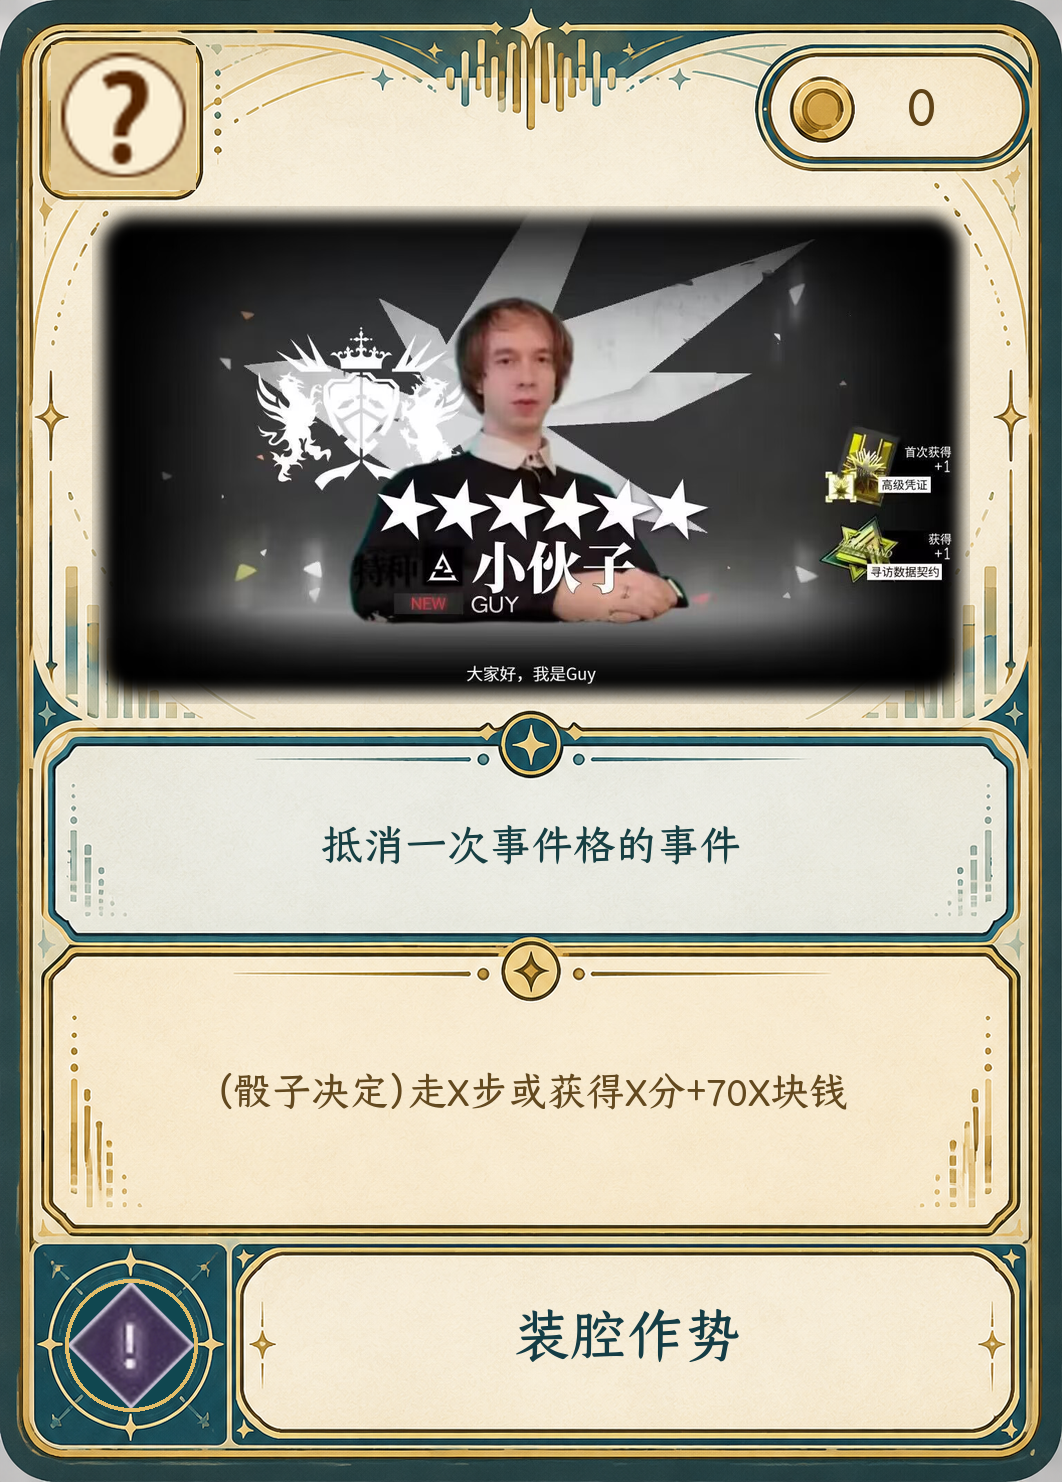 ?
0
首次获得
+1
高级凭证
获得
+1
寻访数据契约
特种
小伙子
NEW GUY
大家好，我是Guy
抵消一次事件格的事件
(骰子决定)走X步或获得X分+70X块钱
!
装腔作势